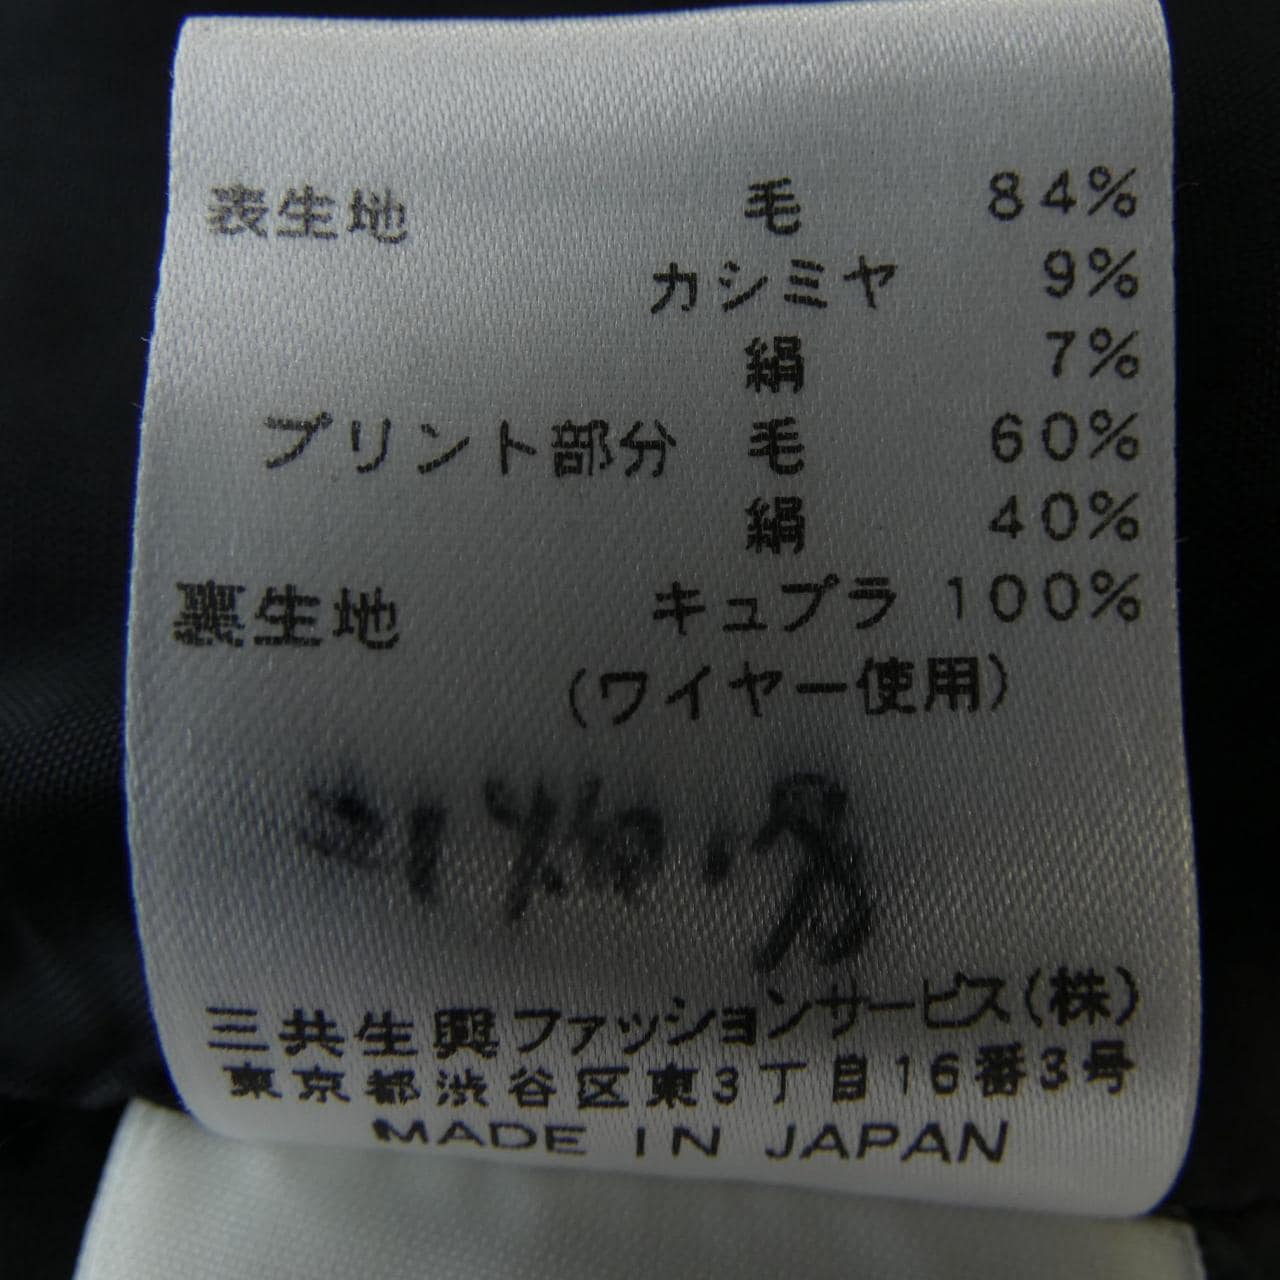 表生地 毛 84%
カシミヤ 9%
絹 7%
プリント部分 毛 60%
絹 40%
裏生地 キュプラ 100%
(ワイヤー使用)
三共生興ファッションサービス(株)
東京都渋谷区東3丁目16番3号
MADE IN JAPAN